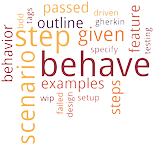 passed
driven
gherkin
outline
bdd
tags
behavior
step
given
specify
feature
testing
scenario
behave
examples
steps
wip
failed
design
setup